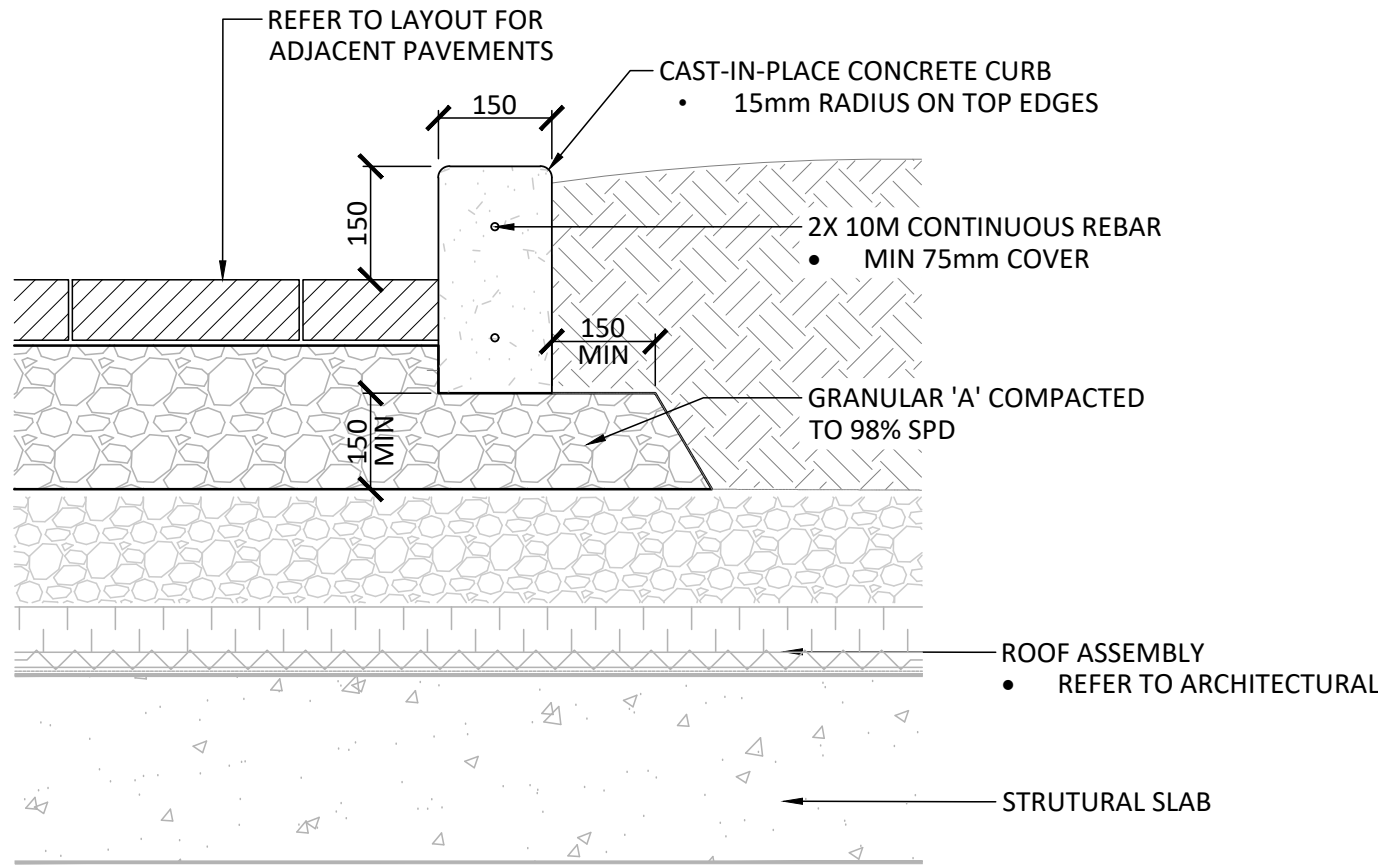 REFER TO LAYOUT FOR
ADJACENT PAVEMENTS
CAST-IN-PLACE CONCRETE CURB
• 15mm RADIUS ON TOP EDGES
150
150
2X 10M CONTINUOUS REBAR
• MIN 75mm COVER
150
MIN
GRANULAR 'A' COMPACTED
TO 98% SPD
150
MIN
ROOF ASSEMBLY
• REFER TO ARCHITECTURAL
STRUTURAL SLAB